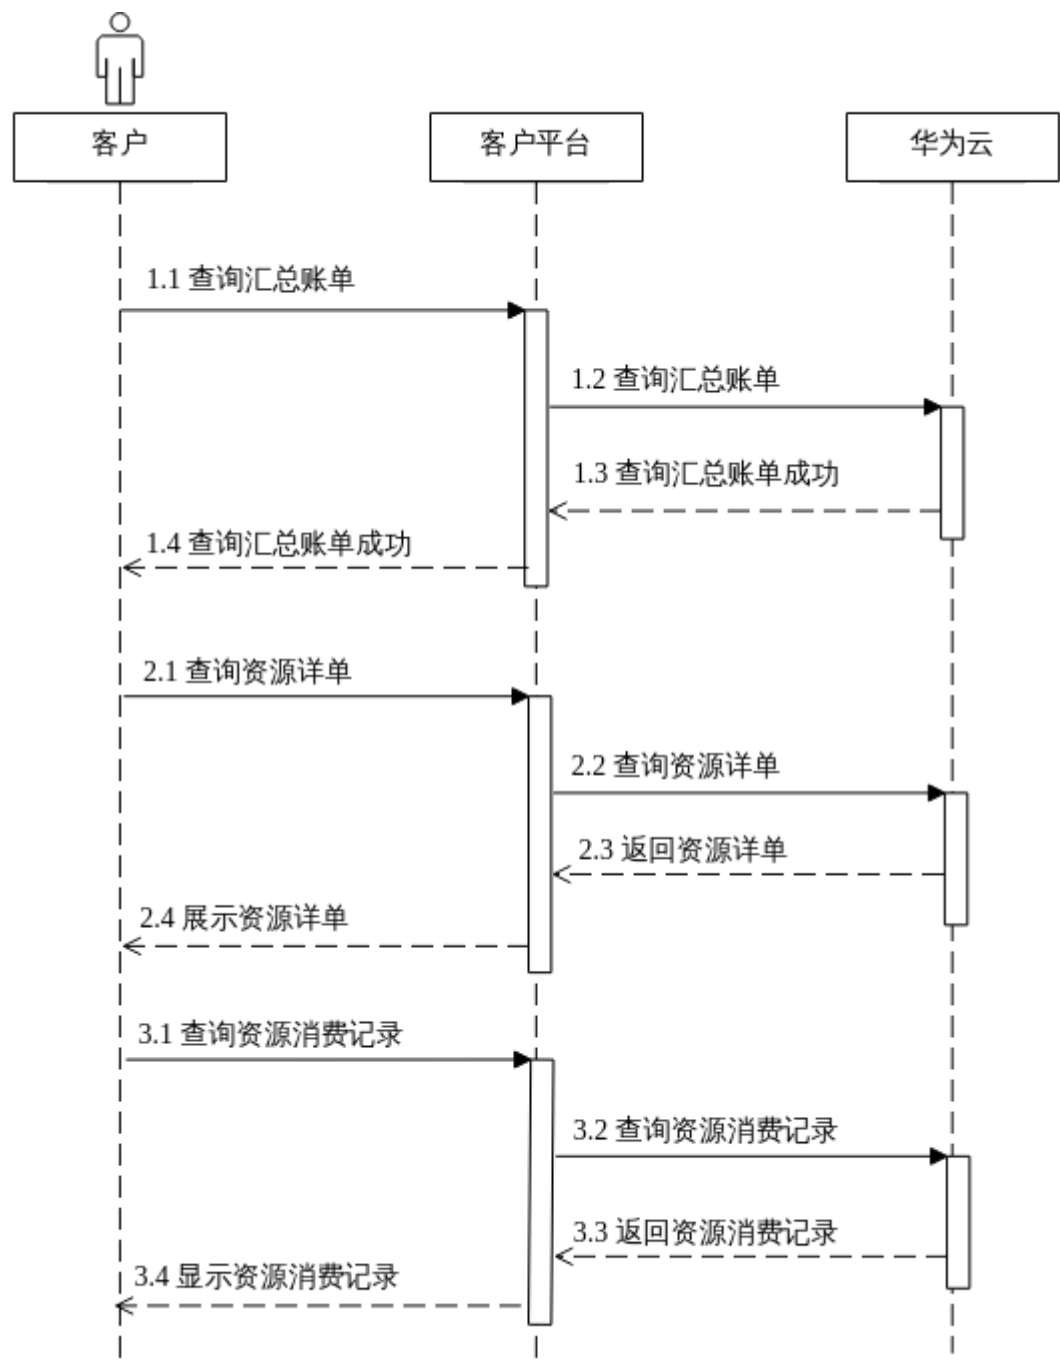 客户
客户平台
华为云
1.1 查询汇总账单
1.2 查询汇总账单
1.3 查询汇总账单成功
1.4 查询汇总账单成功
2.1 查询资源详单
2.2 查询资源详单
2.3 返回资源详单
2.4 展示资源详单
3.1 查询资源消费记录
3.2 查询资源消费记录
3.3 返回资源消费记录
3.4 显示资源消费记录